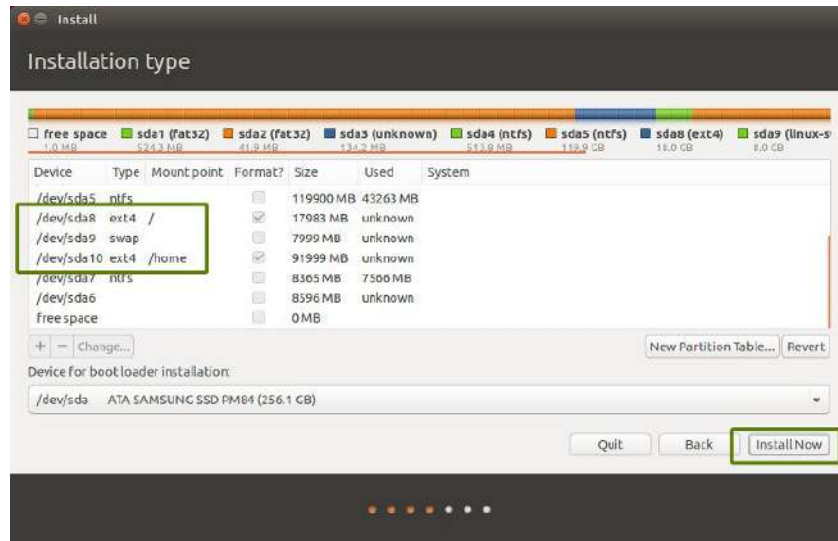 Install
Installation type
free space sda1 (fat32) sda2 (fat32) sda3 (unknown) sda4 (ntfs) sda5 (ntfs) sda8 (ext4) sda9 (linux-s
1.0 MB 524.3 MB 41.9 MB 134.2 MB 513.8 MB 119.9 GB 18.0 GB 8.0 GB
Device Type Mount point Format? Size Used System
/dev/sda5 ntfs 119900 MB 43263 MB
/dev/sda8 ext4 / 17983 MB unknown
/dev/sda9 swap 7999 MB unknown
/dev/sda10 ext4 /home 91999 MB unknown
/dev/sda7 ntfs 8365 MB 7566 MB
/dev/sda6 8596 MB unknown
free space 0 MB
+ − Change... New Partition Table... Revert
Device for boot loader installation:
/dev/sda ATA SAMSUNG SSD PM84 (256.1 GB)
Quit Back Install Now